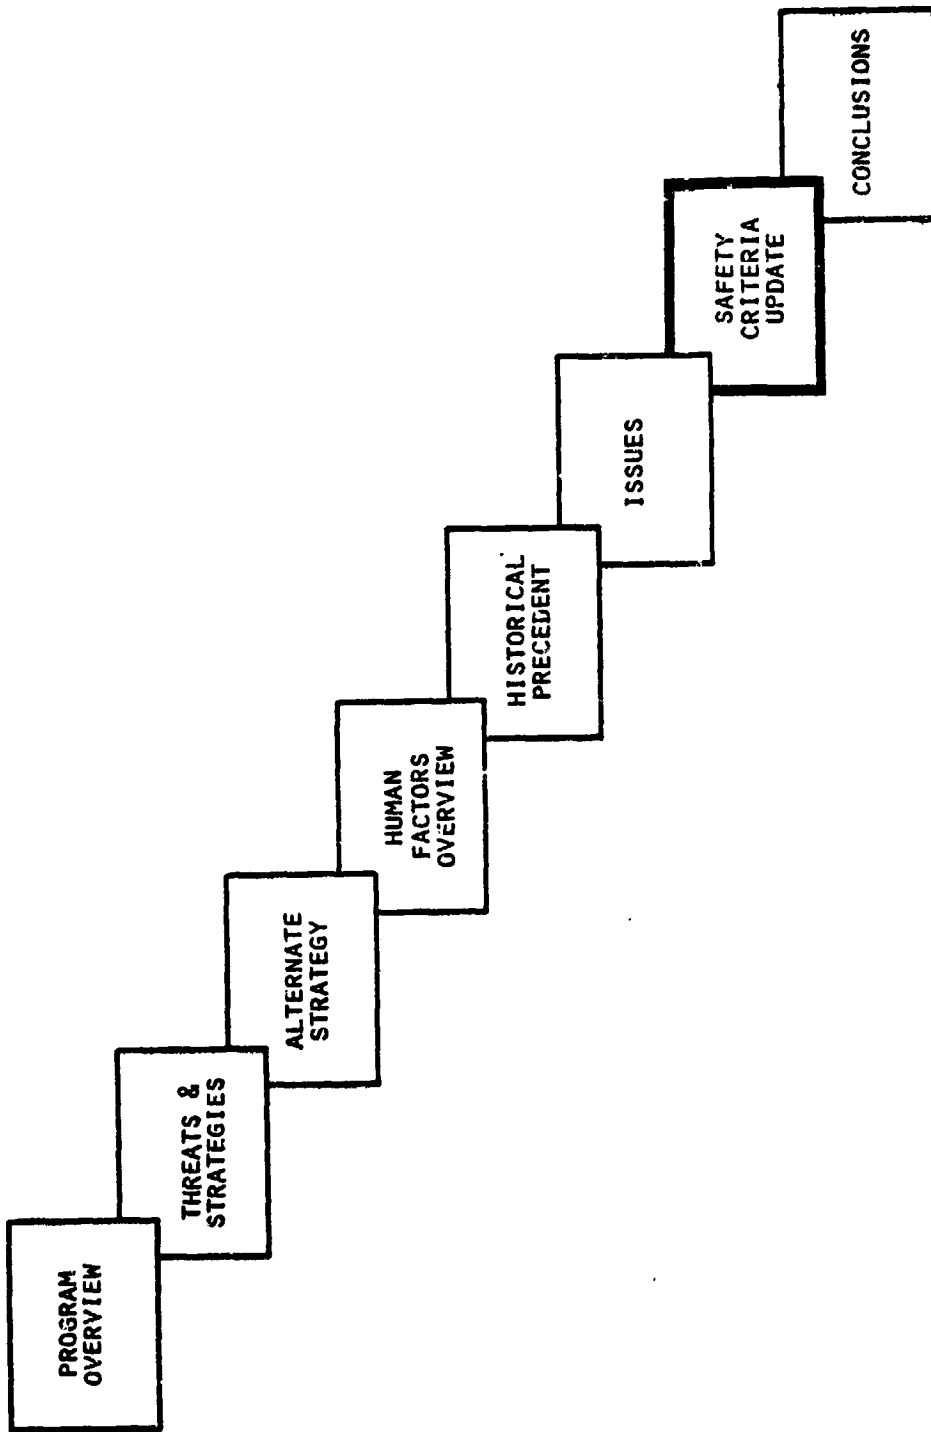 PROGRAM
OVERVIEW
THREATS &
STRATEGIES
ALTERNATE
STRATEGY
HUMAN
FACTORS
OVERVIEW
HISTORICAL
PRECEDENT
ISSUES
SAFETY
CRITERIA
UPDATE
CONCLUSIONS